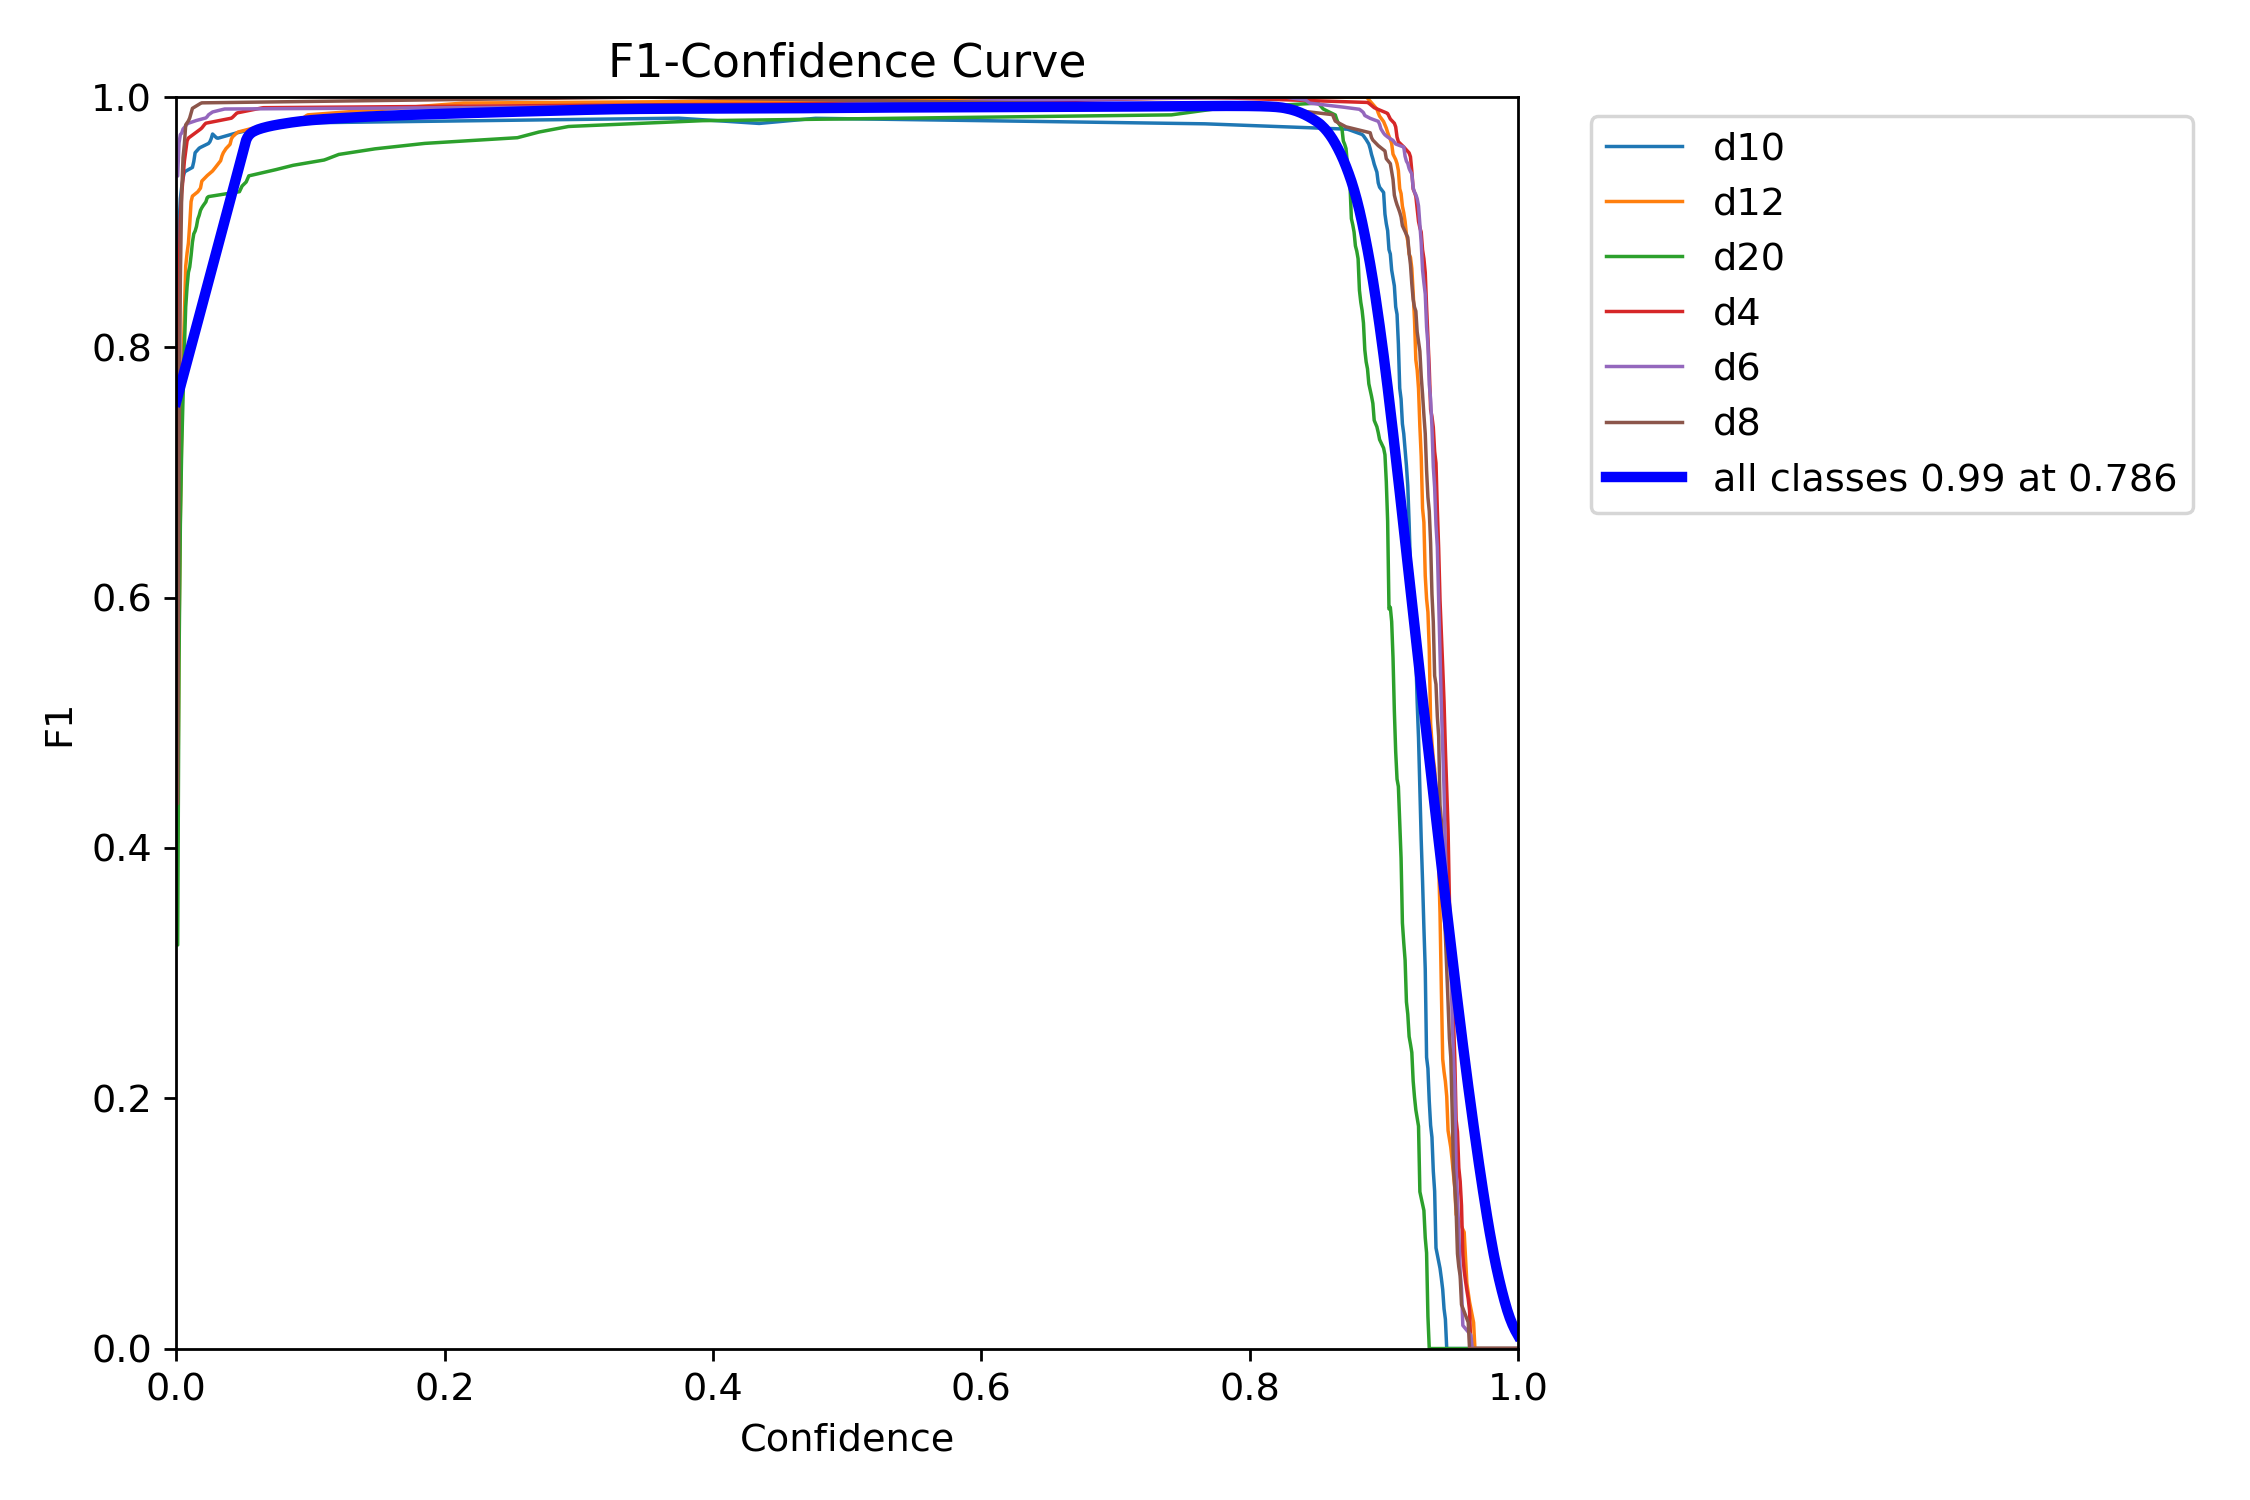 F1-Confidence Curve
1.0
0.8
0.6
0.4
0.2
0.0
F1
0.0 0.2 0.4 0.6 0.8 1.0
Confidence
d10
d12
d20
d4
d6
d8
all classes 0.99 at 0.786